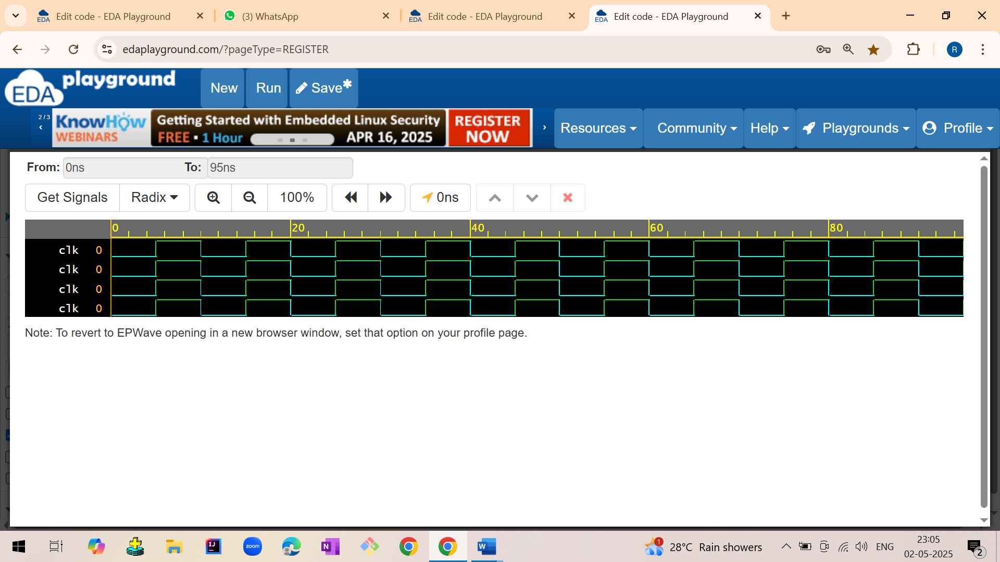 Edit code - EDA Playground
(3) WhatsApp
Edit code - EDA Playground
Edit code - EDA Playground
edaplayground.com/?pageType=REGISTER
R
EDA playground
New
Run
Save*
2/3
KnowHow WEBINARS
Getting Started with Embedded Linux Security
FREE • 1 Hour APR 16, 2025
REGISTER NOW
Resources
Community
Help
Playgrounds
Profile
From: 0ns To: 95ns
Get Signals
Radix
100%
0ns
0 20 40 60 80
clk 0
clk 0
clk 0
clk 0
Note: To revert to EPWave opening in a new browser window, set that option on your profile page.
zoom
1
28°C Rain showers
ENG
23:05
02-05-2025
2